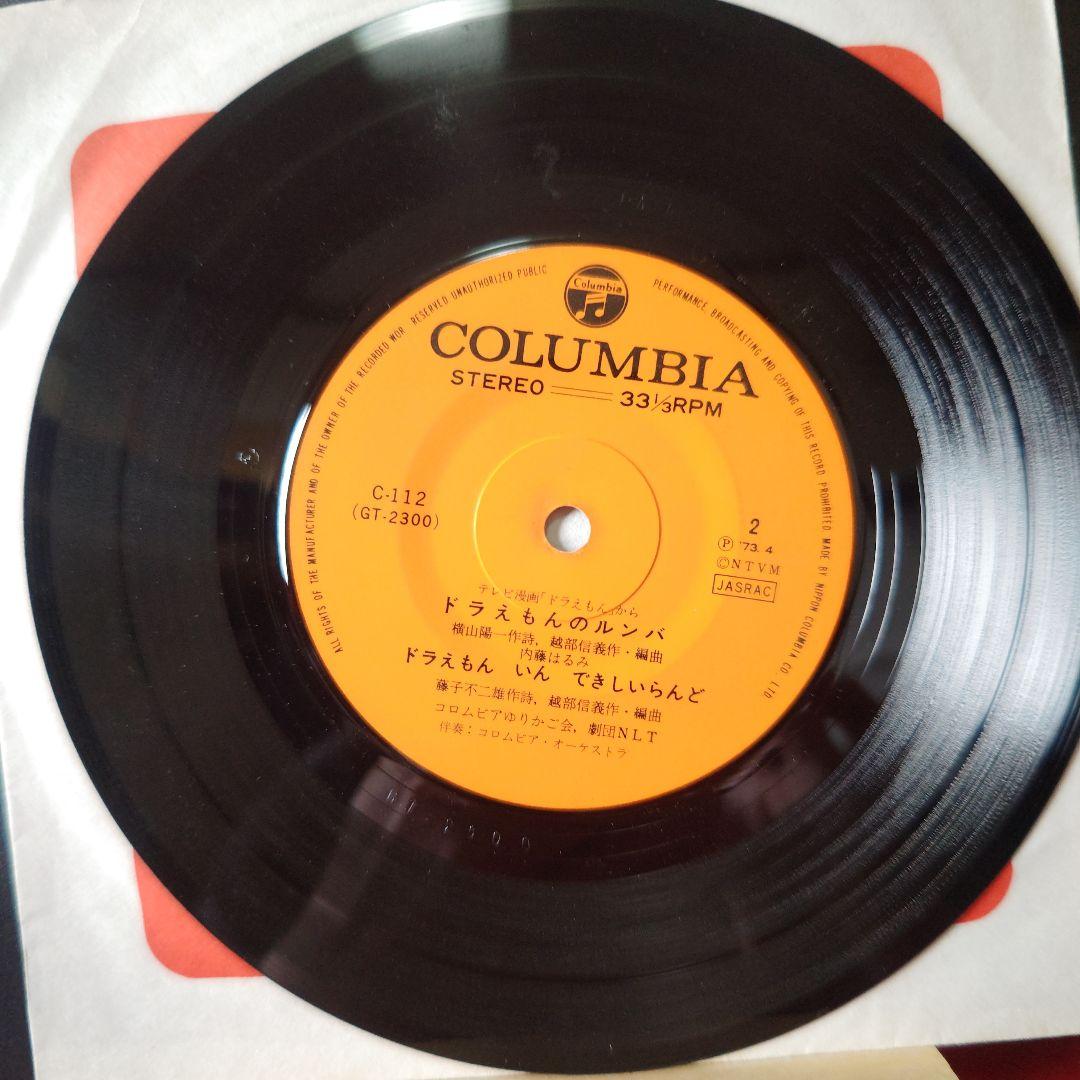 Columbia
COLUMBIA
STEREO 33⅓RPM
C-112
(GT-2300)
2
Ⓟ '73. 4
©NTVM
JASRAC
テレビ漫画「ドラえもん」から
ドラえもんのルンバ
横山陽一作詩, 越部信義作・編曲
内藤はるみ
ドラえもん いん できしいらんど
藤子不二雄作詩, 越部信義作・編曲
コロムビアゆりかご会, 劇団NLT
伴奏:コロムビア・オーケストラ
ALL RIGHTS OF THE MANUFACTURER AND OF THE OWNER OF THE RECORDED WOR. RESERVED UNAUTHORIZED PUBLIC PERFORMANCE BROADCASTING AND COPYING OF THIS RECORD PROHIBITED MADE BY NIPPON COLUMBIA CO. LTD